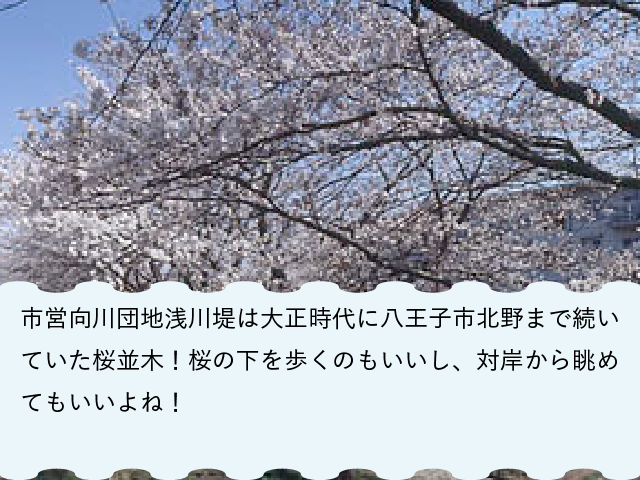 市営向川団地浅川堤は大正時代に八王子市北野まで続い
ていた桜並木！桜の下を歩くのもいいし、対岸から眺め
てもいいよね！